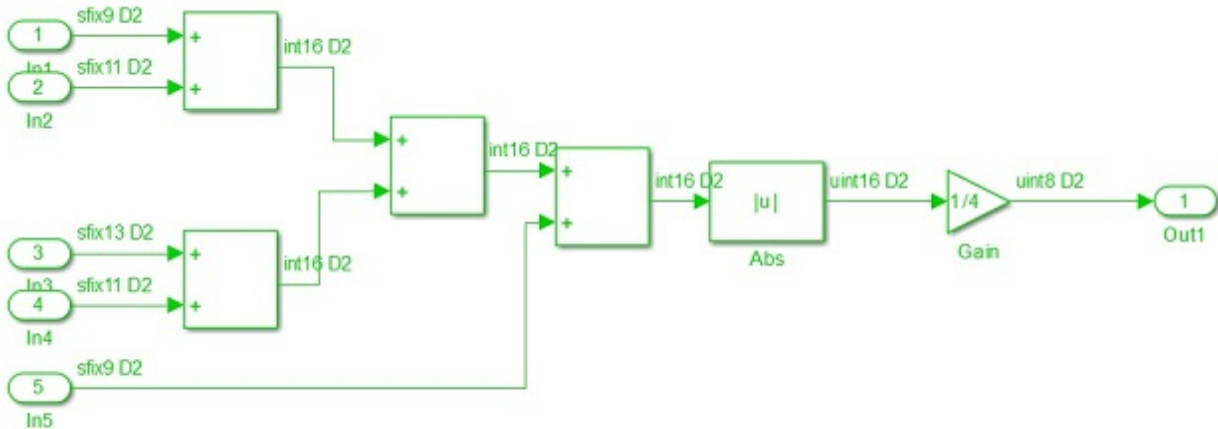 sfix9 D2
1
+
In1
int16 D2
sfix11 D2
2
+
In2
+
int16 D2
+
+
int16 D2
|u|
uint16 D2
1/4
uint8 D2
1
Out1
+
Abs
Gain
sfix13 D2
3
+
In3
int16 D2
sfix11 D2
4
+
In4
sfix9 D2
5
In5